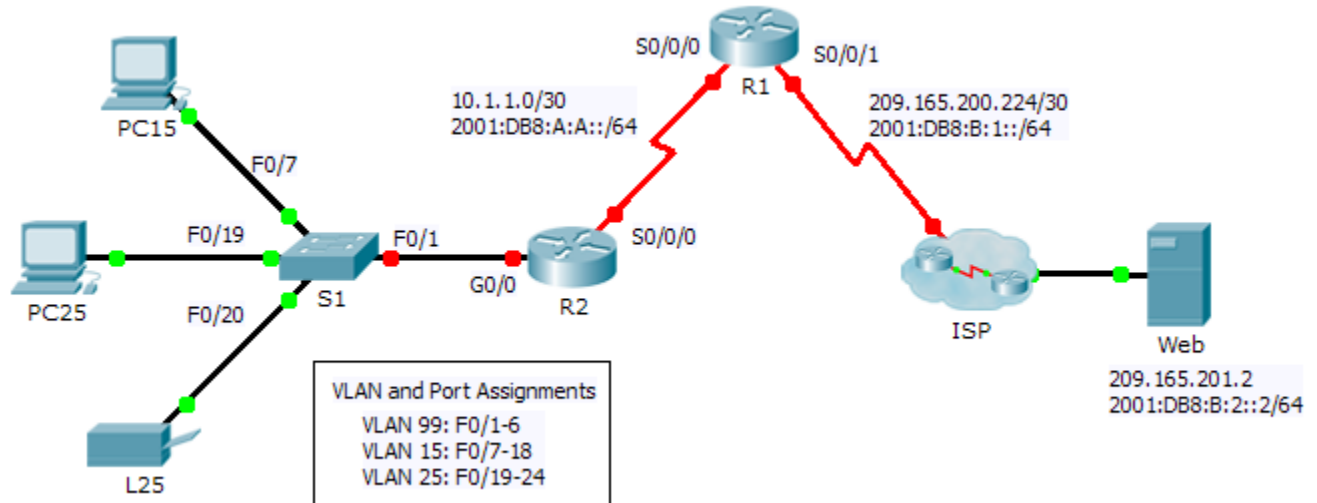 S0/0/0
S0/0/1
R1
10.1.1.0/30
2001:DB8:A:A::/64
209.165.200.224/30
2001:DB8:B:1::/64
PC15
F0/7
F0/19
F0/1
S0/0/0
G0/0
PC25
S1
R2
F0/20
ISP
Web
209.165.201.2
2001:DB8:B:2::2/64
L25
VLAN and Port Assignments
VLAN 99: F0/1-6
VLAN 15: F0/7-18
VLAN 25: F0/19-24